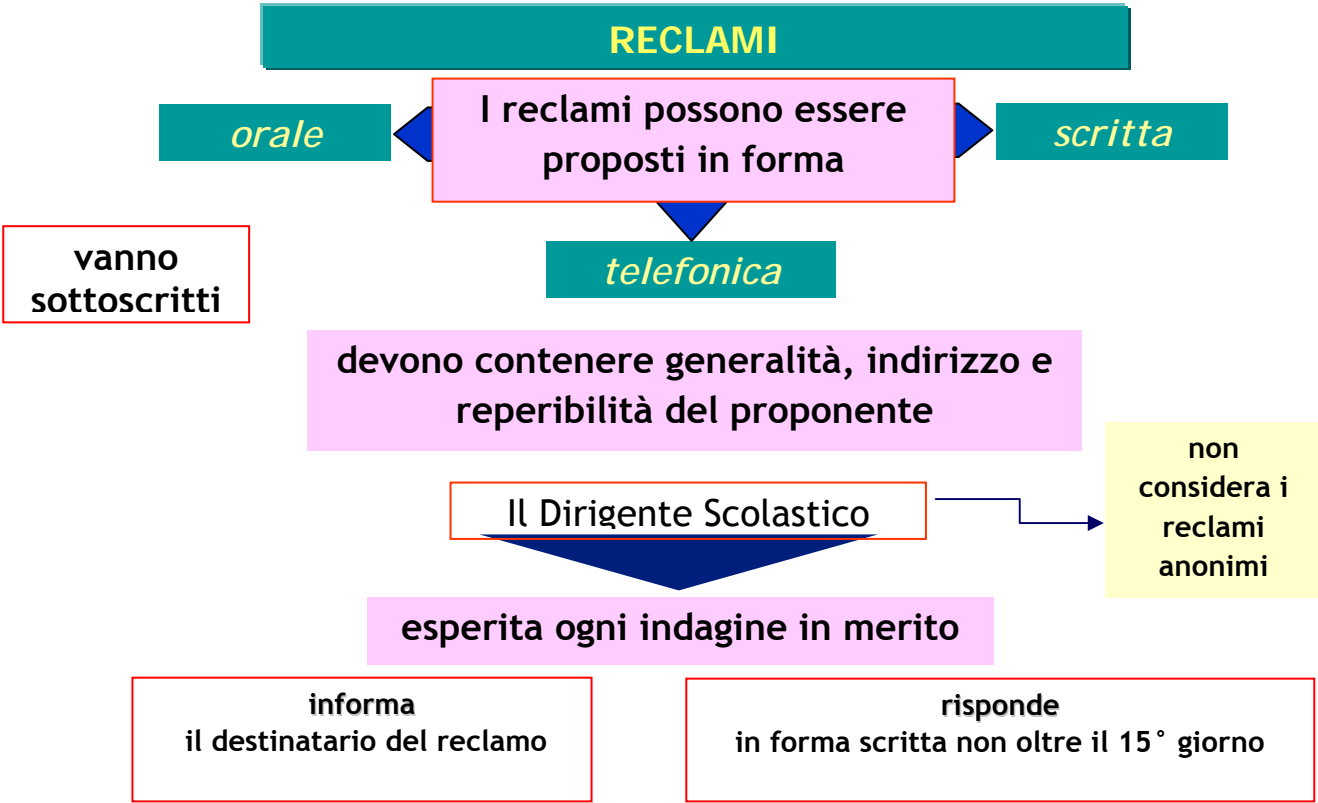 RECLAMI
I reclami possono essere
proposti in forma
orale
scritta
telefonica
vanno
sottoscritti
devono contenere generalità, indirizzo e
reperibilità del proponente
Il Dirigente Scolastico
non
considera i
reclami
anonimi
esperita ogni indagine in merito
informa
il destinatario del reclamo
risponde
in forma scritta non oltre il 15° giorno